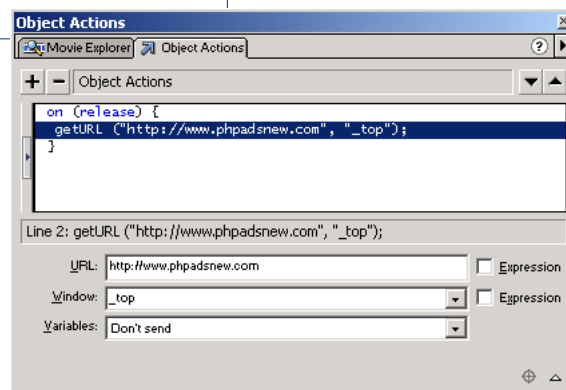 Object Actions
Movie Explorer Object Actions ?
+ - Object Actions
on (release) {
getURL ("http://www.phpadsnew.com", "_top");
}
Line 2: getURL ("http://www.phpadsnew.com", "_top");
URL: http://www.phpadsnew.com Expression
Window: _top Expression
Variables: Don't send